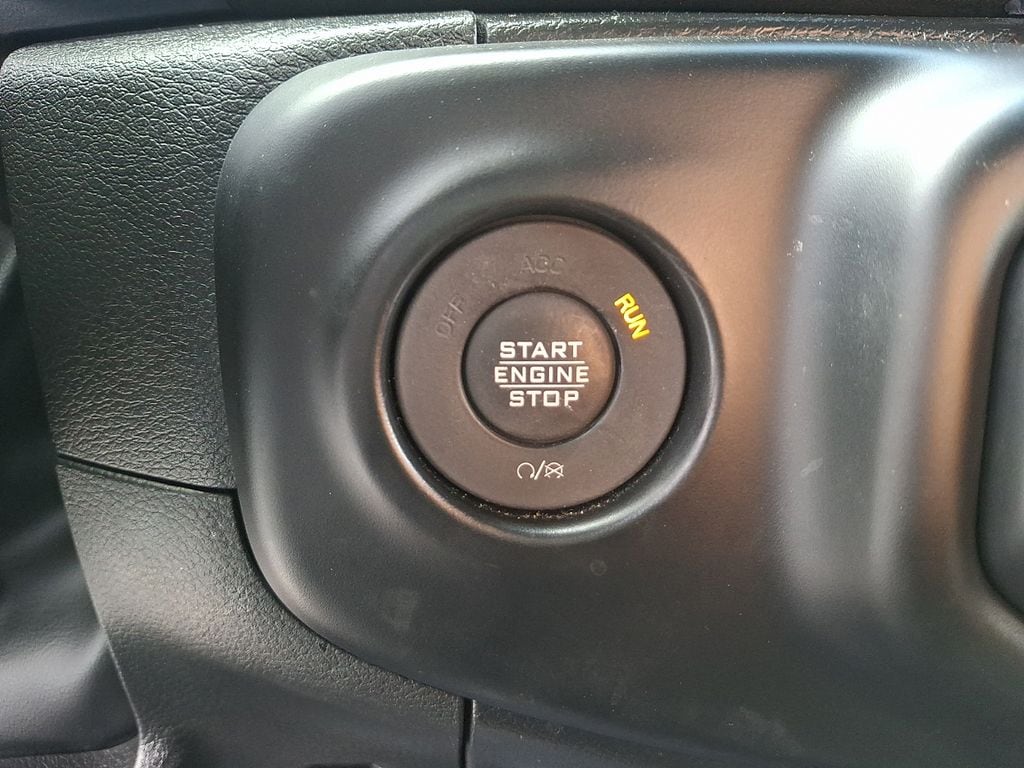 ACC
OFF
RUN
START
ENGINE
STOP